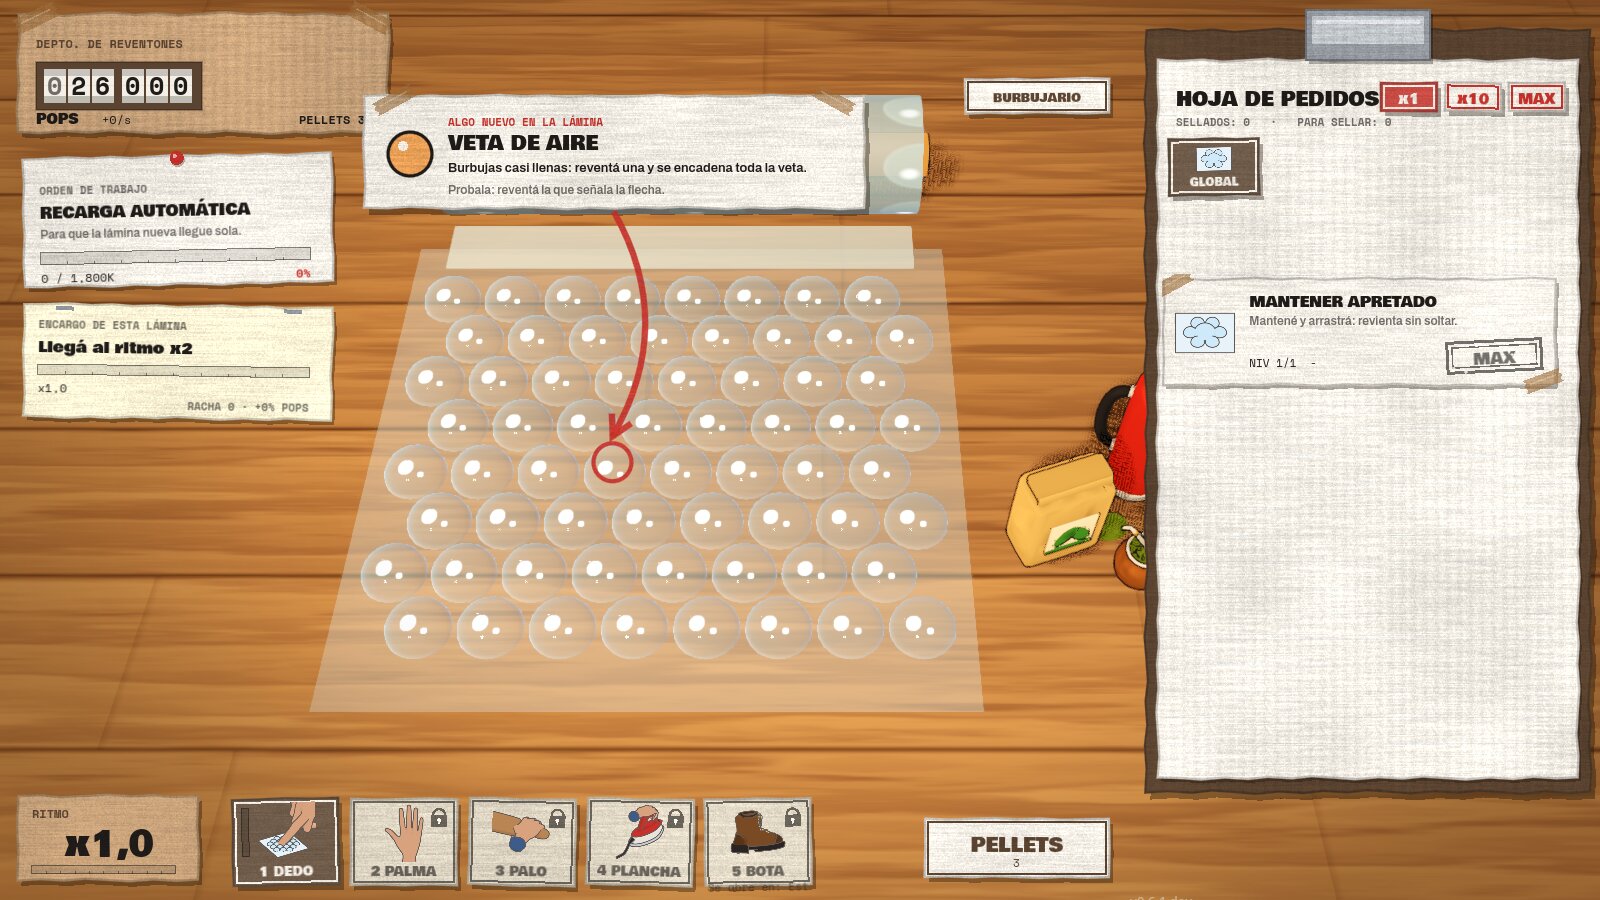 DEPTO. DE REVENTONES
026 000
POPS +0/s PELLETS 3
ORDEN DE TRABAJO
RECARGA AUTOMÁTICA
Para que la lámina nueva llegue sola.
0 / 1.800K 0%
ENCARGO DE ESTA LÁMINA
Llegá al ritmo x2
x1.0
RACHA 0 · +0% POPS
ALGO NUEVO EN LA LÁMINA
VETA DE AIRE
Burbujas casi llenas: reventá una y se encadena toda la veta.
Probala: reventá la que señala la flecha.
BURBUJARIO
HOJA DE PEDIDOS x1 x10 MAX
SELLADOS: 0 · PARA SELLAR: 0
GLOBAL
MANTENER APRETADO
Mantené y arrastrá: revienta sin soltar.
NIV 1/1 -
MAX
RITMO
x1,0
1 DEDO
2 PALMA
3 PALO
4 PLANCHA
5 BOTA
PELLETS
3